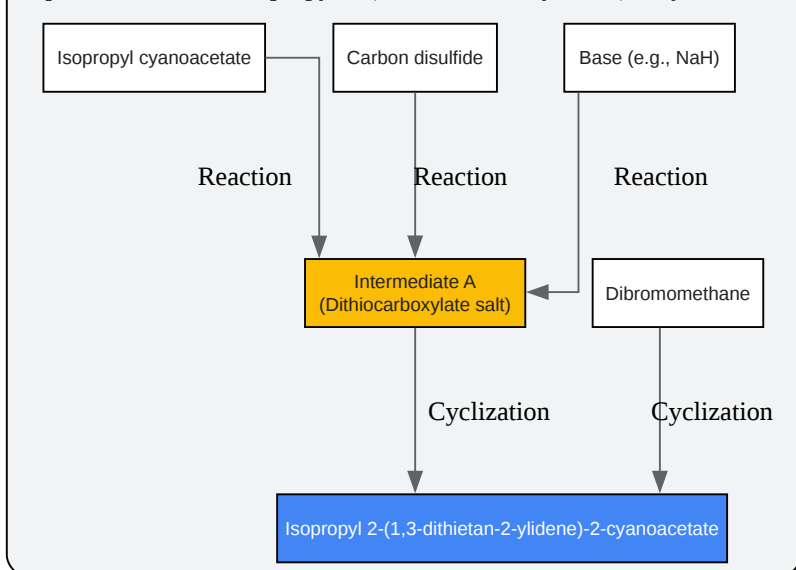 Isopropyl cyanoacetate
Carbon disulfide
Base (e.g., NaH)
Reaction
Reaction
Reaction
Intermediate A
(Dithiocarboxylate salt)
Dibromomethane
Cyclization
Cyclization
Isopropyl 2-(1,3-dithietan-2-ylidene)-2-cyanoacetate